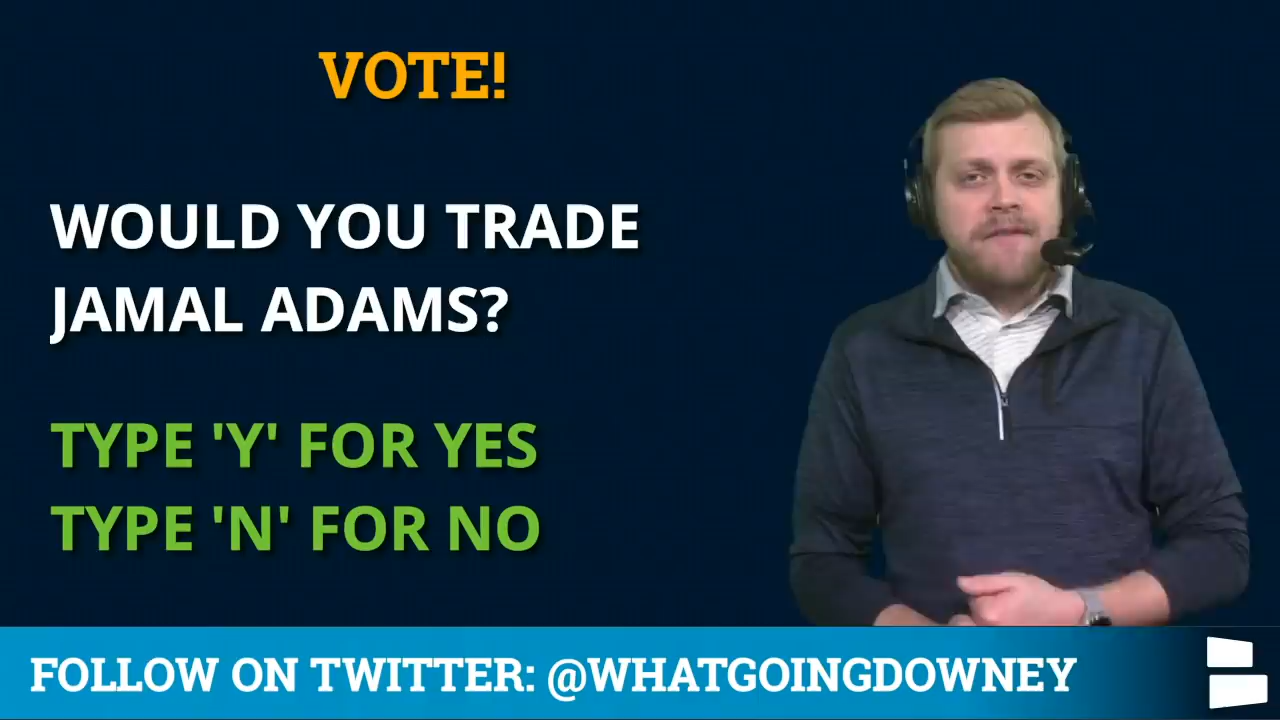 VOTE!
WOULD YOU TRADE
JAMAL ADAMS?
TYPE 'Y' FOR YES
TYPE 'N' FOR NO
FOLLOW ON TWITTER: @WHATGOINGDOWNEY